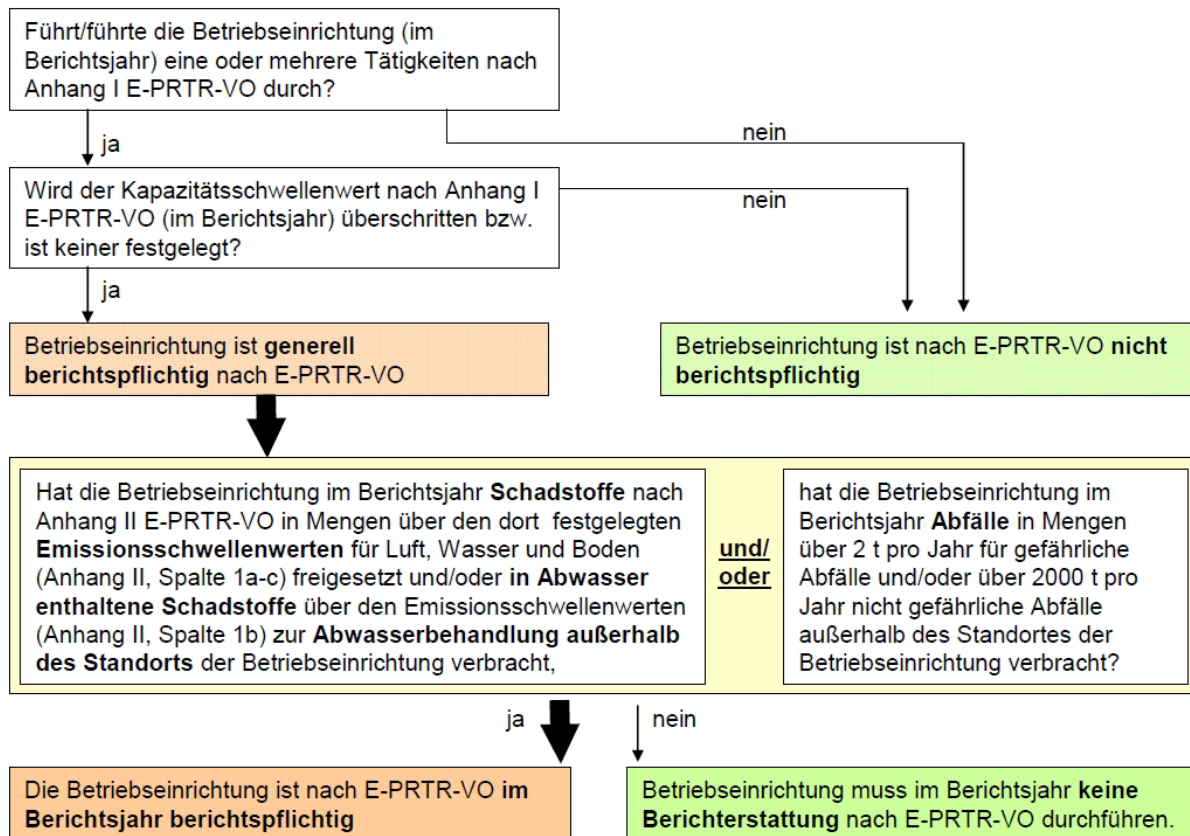 Führt/führte die Betriebseinrichtung (im
Berichtsjahr) eine oder mehrere Tätigkeiten nach
Anhang I E-PRTR-VO durch?
ja
nein
Wird der Kapazitätsschwellenwert nach Anhang I
E-PRTR-VO (im Berichtsjahr) überschritten bzw.
ist keiner festgelegt?
nein
ja
Betriebseinrichtung ist generell
berichtspflichtig nach E-PRTR-VO
Betriebseinrichtung ist nach E-PRTR-VO nicht
berichtspflichtig
Hat die Betriebseinrichtung im Berichtsjahr Schadstoffe nach
Anhang II E-PRTR-VO in Mengen über den dort festgelegten
Emissionsschwellenwerten für Luft, Wasser und Boden
(Anhang II, Spalte 1a-c) freigesetzt und/oder in Abwasser
enthaltene Schadstoffe über den Emissionsschwellenwerten
(Anhang II, Spalte 1b) zur Abwasserbehandlung außerhalb
des Standorts der Betriebseinrichtung verbracht,
und/
oder
hat die Betriebseinrichtung im
Berichtsjahr Abfälle in Mengen
über 2 t pro Jahr für gefährliche
Abfälle und/oder über 2000 t pro
Jahr nicht gefährliche Abfälle
außerhalb des Standortes der
Betriebseinrichtung verbracht?
ja
nein
Die Betriebseinrichtung ist nach E-PRTR-VO im
Berichtsjahr berichtspflichtig
Betriebseinrichtung muss im Berichtsjahr keine
Berichterstattung nach E-PRTR-VO durchführen.